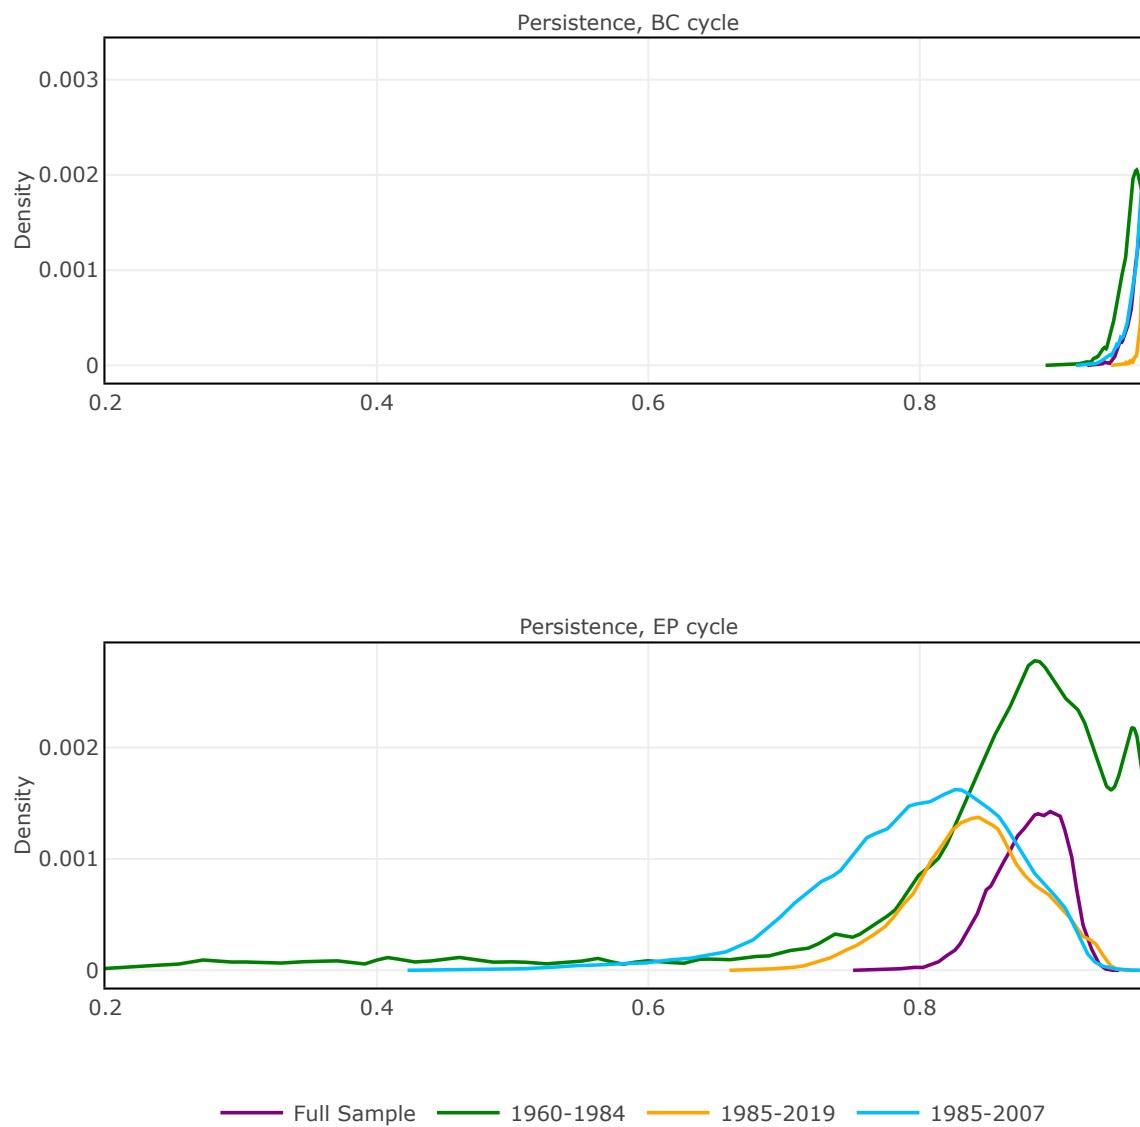 Persistence, BC cycle
0.003
0.002
0.001
0
Density
0.2 0.4 0.6 0.8
Persistence, EP cycle
0.002
0.001
0
Density
0.2 0.4 0.6 0.8
Full Sample 1960-1984 1985-2019 1985-2007